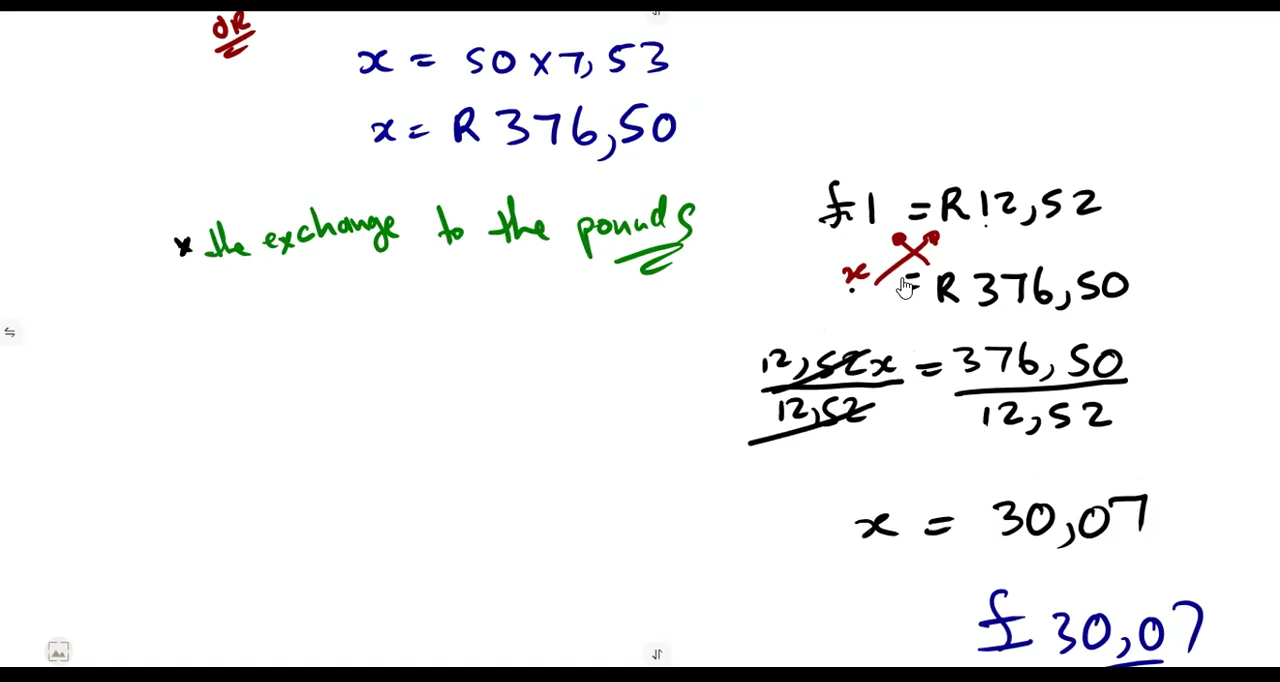 OR
x = 50 x 7,53
x = R 376,50
* the exchange to the pounds
£1 = R12,52
x = R 376,50
12,52x = 376,50
12,52 12,52
x = 30,07
£ 30,07